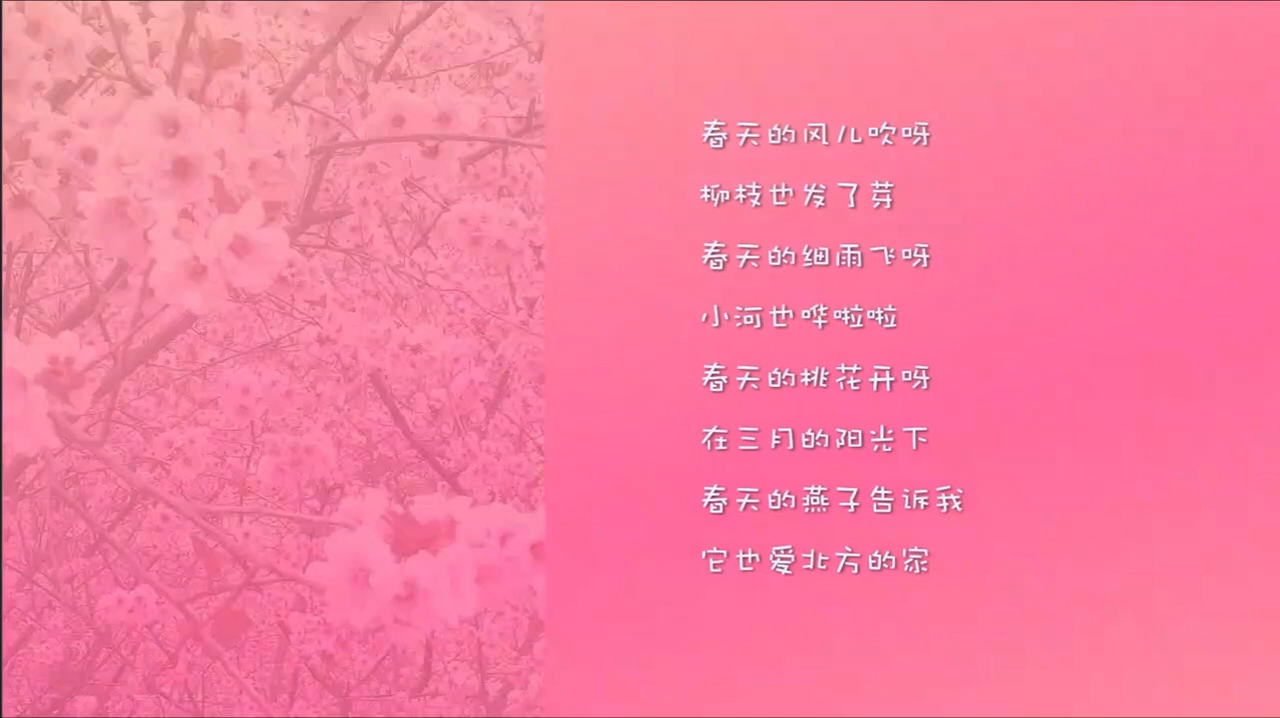 春天的风儿吹呀
柳枝也发了芽
春天的细雨飞呀
小河也哗啦啦
春天的桃花开呀
在三月的阳光下
春天的燕子告诉我
它也爱北方的家